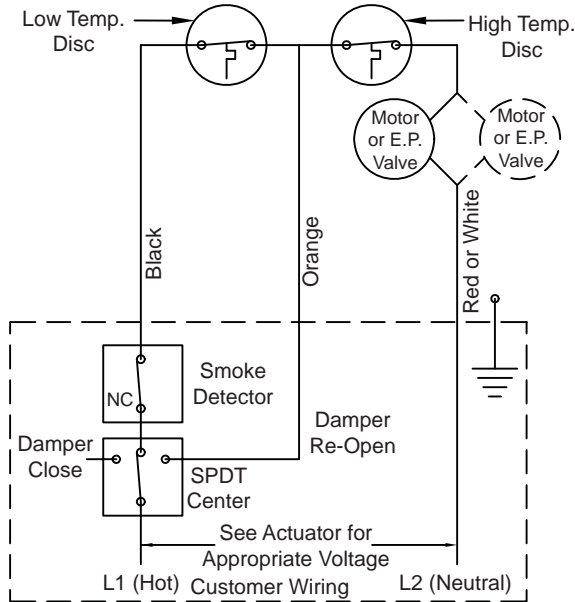 Low Temp.
Disc
High Temp.
Disc
Motor
or E.P.
Valve
Motor
or E.P.
Valve
Black
Orange
Red or White
Smoke
Detector
NC
Damper
Re-Open
Damper
Close
SPDT
Center
See Actuator for
Appropriate Voltage
L1 (Hot)
Customer Wiring
L2 (Neutral)